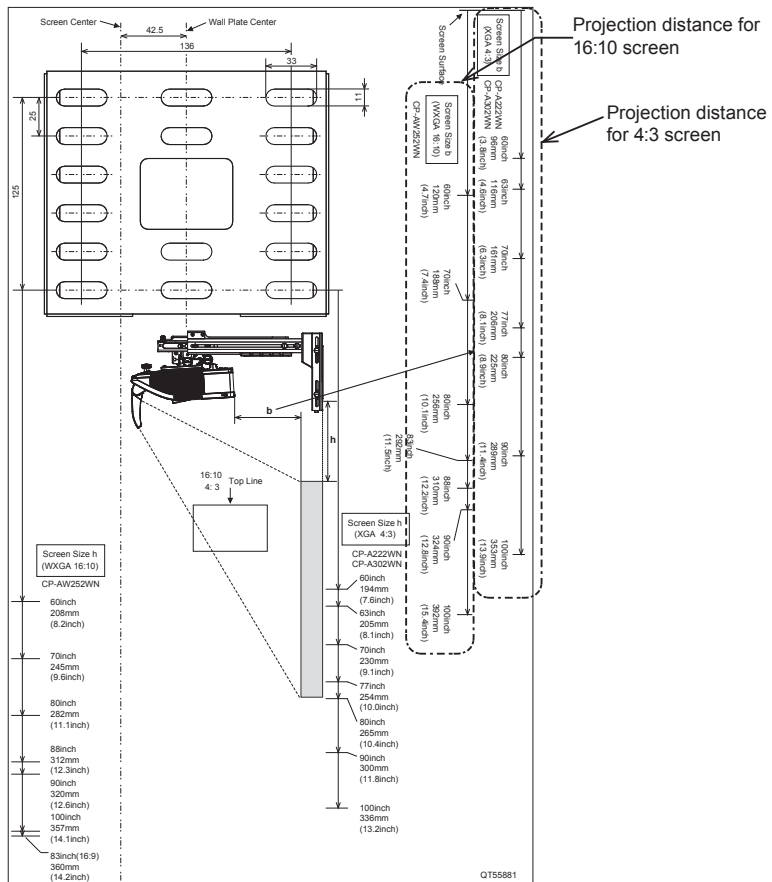 Screen Center
Wall Plate Center
42.5
136
33
11
25
125
Screen Surface
Screen Size b
(XGA 4:3)
CP-A222WN
CP-A302WN
60inch
96mm
(3.8inch)
63inch
116mm
(4.6inch)
70inch
161mm
(6.3inch)
77inch
206mm
(8.1inch)
80inch
225mm
(8.9inch)
90inch
289mm
(11.4inch)
100inch
353mm
(13.9inch)
Screen Size b
(WXGA 16:10)
CP-AW252WN
60inch
120mm
(4.7inch)
70inch
188mm
(7.4inch)
80inch
256mm
(10.1inch)
83inch
292mm
(11.5inch)
88inch
310mm
(12.2inch)
90inch
324mm
(12.8inch)
100inch
392mm
(15.4inch)
Projection distance for
16:10 screen
Projection distance
for 4:3 screen
b
h
16:10
4: 3
Top Line
Screen Size h
(XGA 4:3)
CP-A222WN
CP-A302WN
60inch
194mm
(7.6inch)
63inch
205mm
(8.1inch)
70inch
230mm
(9.1inch)
77inch
254mm
(10.0inch)
80inch
265mm
(10.4inch)
90inch
300mm
(11.8inch)
100inch
336mm
(13.2inch)
Screen Size h
(WXGA 16:10)
CP-AW252WN
60inch
208mm
(8.2inch)
70inch
245mm
(9.6inch)
80inch
282mm
(11.1inch)
88inch
312mm
(12.3inch)
90inch
320mm
(12.6inch)
100inch
357mm
(14.1inch)
83inch(16:9)
360mm
(14.2inch)
QT55881